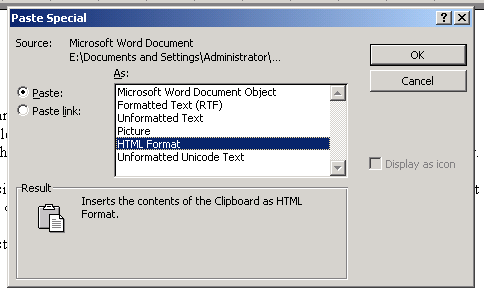 Paste Special
Source: Microsoft Word Document
E:\Documents and Settings\Administrator\...
As:
Paste:
Paste link:
Microsoft Word Document Object
Formatted Text (RTF)
Unformatted Text
Picture
HTML Format
Unformatted Unicode Text
OK
Cancel
Display as icon
Result
Inserts the contents of the Clipboard as HTML
Format.